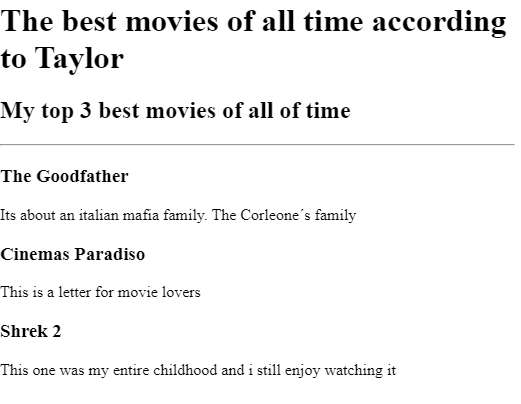 The best movies of all time according
to Taylor
My top 3 best movies of all of time
The Goodfather
Its about an italian mafia family. The Corleone´s family
Cinemas Paradiso
This is a letter for movie lovers
Shrek 2
This one was my entire childhood and i still enjoy watching it